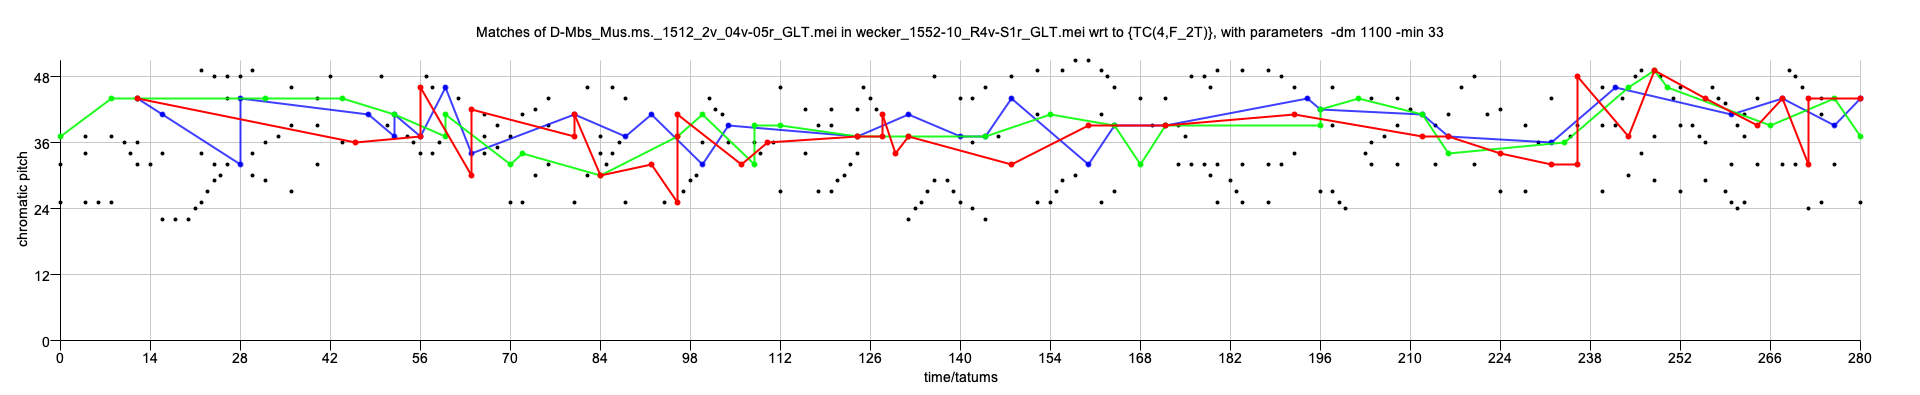 Matches of D-Mbs_Mus.ms._1512_2v_04v-05r_GLT.mei in wecker_1552-10_R4v-S1r_GLT.mei wrt to {TC(4,F_2T)}, with parameters  -dm 1100 -min 33
48
36
24
12
0
chromatic pitch
0 14 28 42 56 70 84 98 112 126 140 154 168 182 196 210 224 238 252 266 280
time/tatums